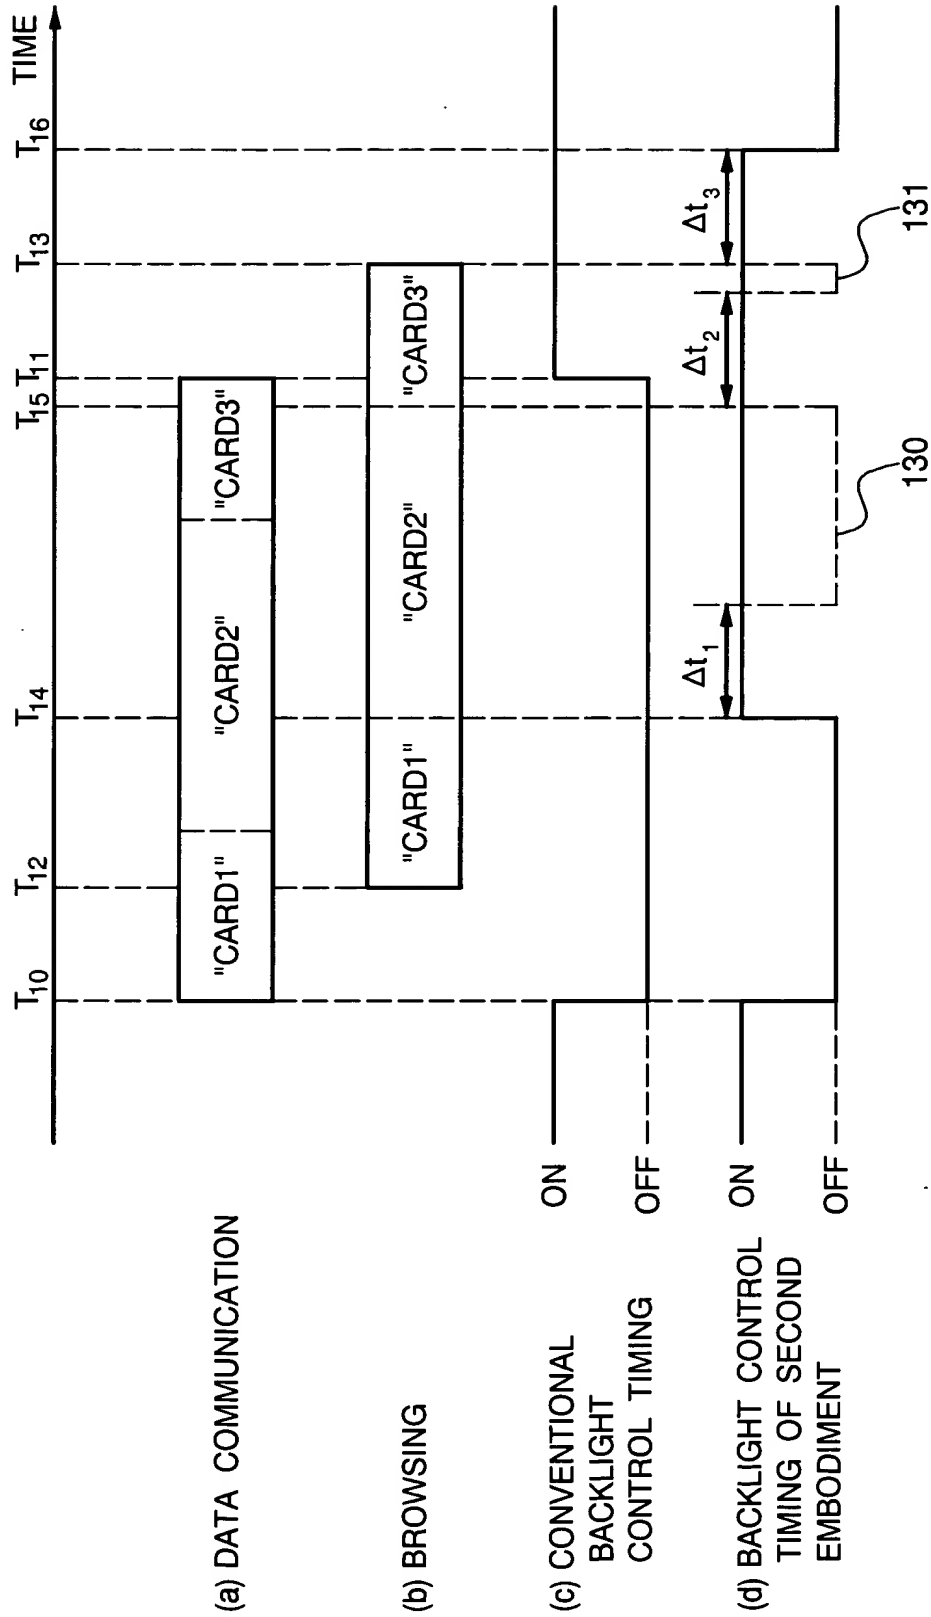 TIME
T10
T12
T14
T15
T11
T13
T16
(a) DATA COMMUNICATION
"CARD1"
"CARD2"
"CARD3"
(b) BROWSING
"CARD1"
"CARD2"
"CARD3"
(c) CONVENTIONAL
BACKLIGHT
CONTROL TIMING
ON
OFF
(d) BACKLIGHT CONTROL
TIMING OF SECOND
EMBODIMENT
ON
OFF
Δt1
Δt2
Δt3
130
131